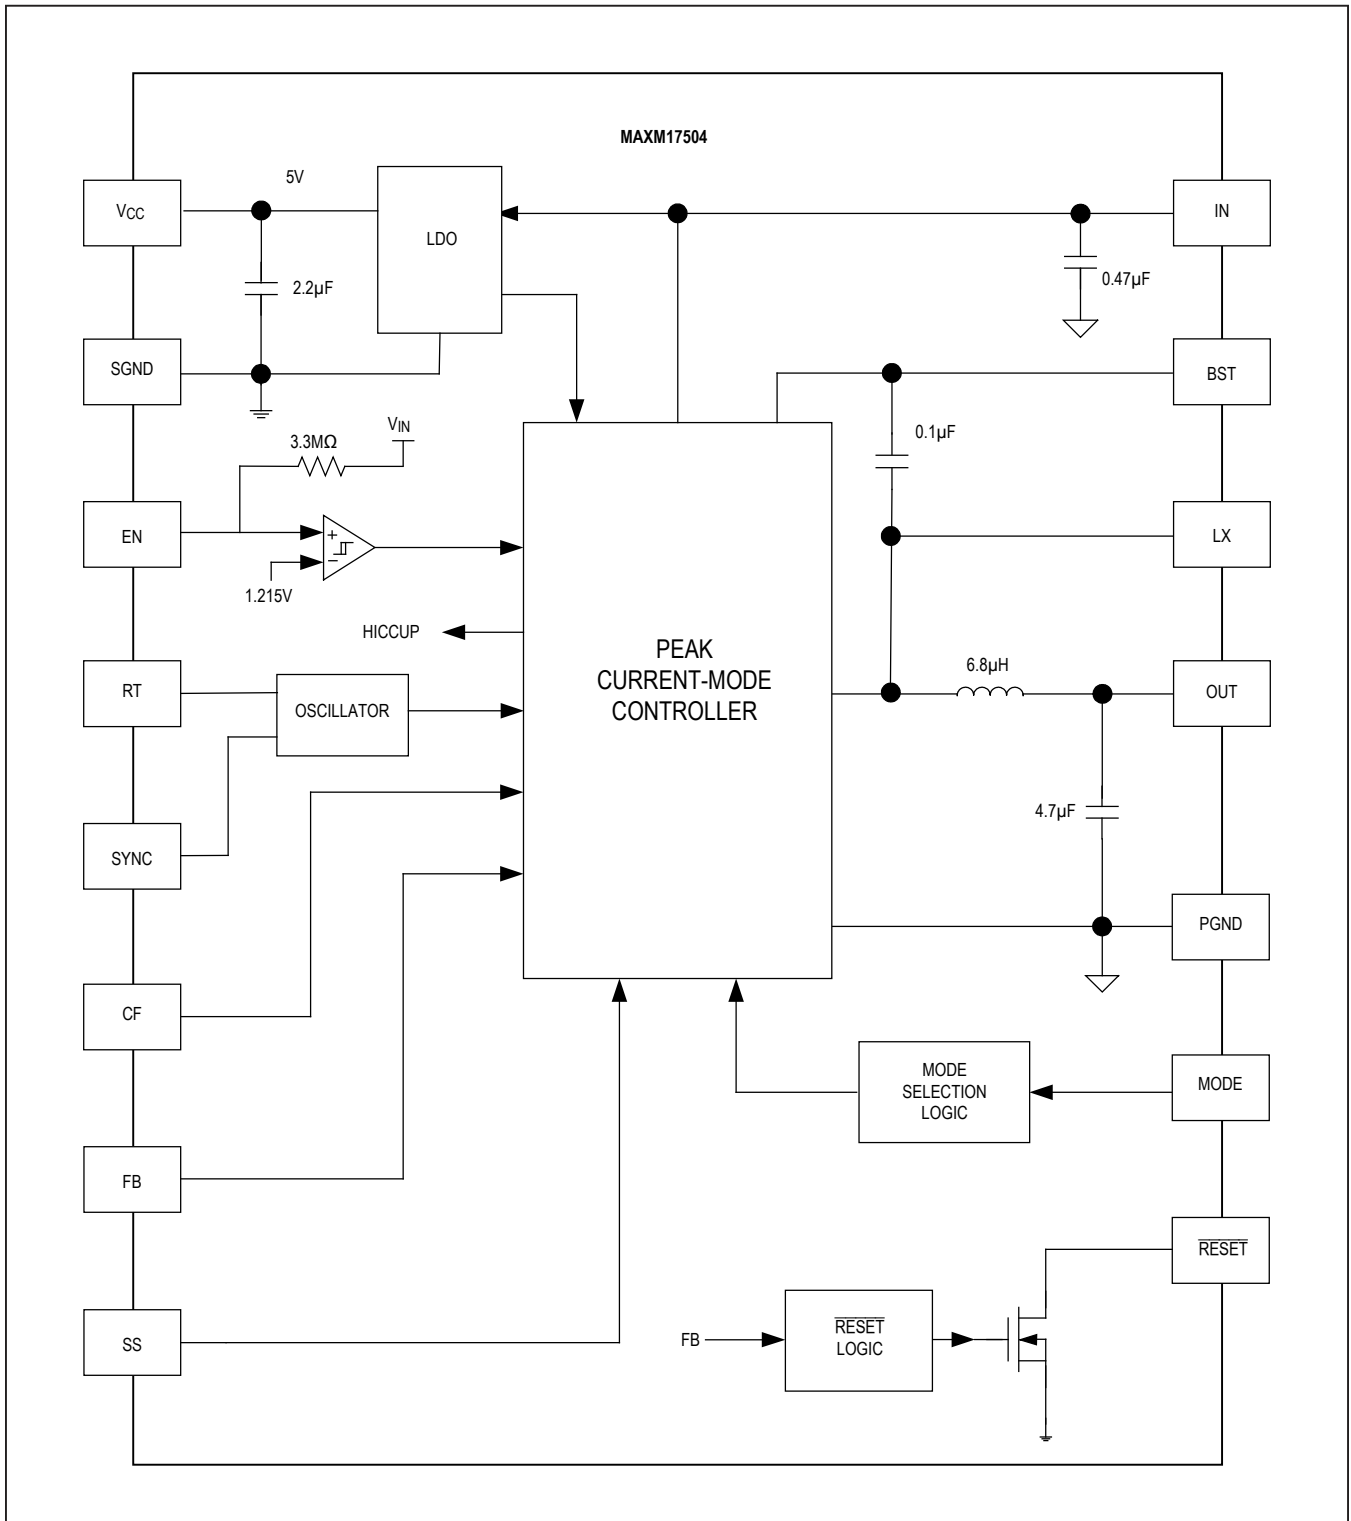 MAXM17504
VCC
5V
LDO
IN
2.2µF
0.47µF
SGND
BST
VIN
3.3MΩ
0.1µF
EN
+
−
LX
1.215V
HICCUP
PEAK
CURRENT-MODE
CONTROLLER
6.8µH
RT
OSCILLATOR
OUT
4.7µF
SYNC
PGND
CF
MODE
SELECTION
LOGIC
MODE
FB
RESET
SS
FB
RESET
LOGIC